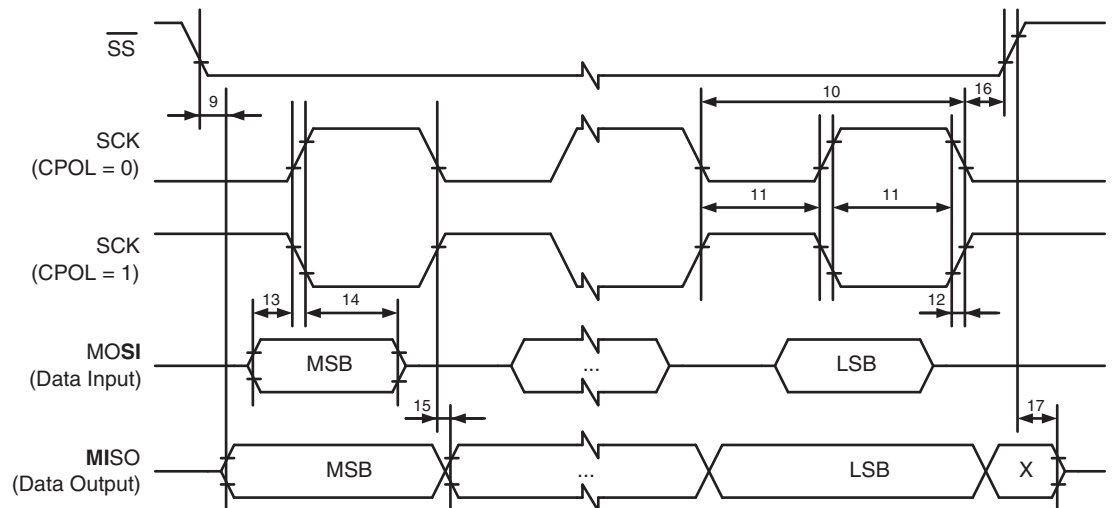 SS
9
10
16
SCK
(CPOL = 0)
11
11
SCK
(CPOL = 1)
13
14
12
MOSI
(Data Input)
MSB
...
LSB
15
17
MISO
(Data Output)
MSB
...
LSB
X